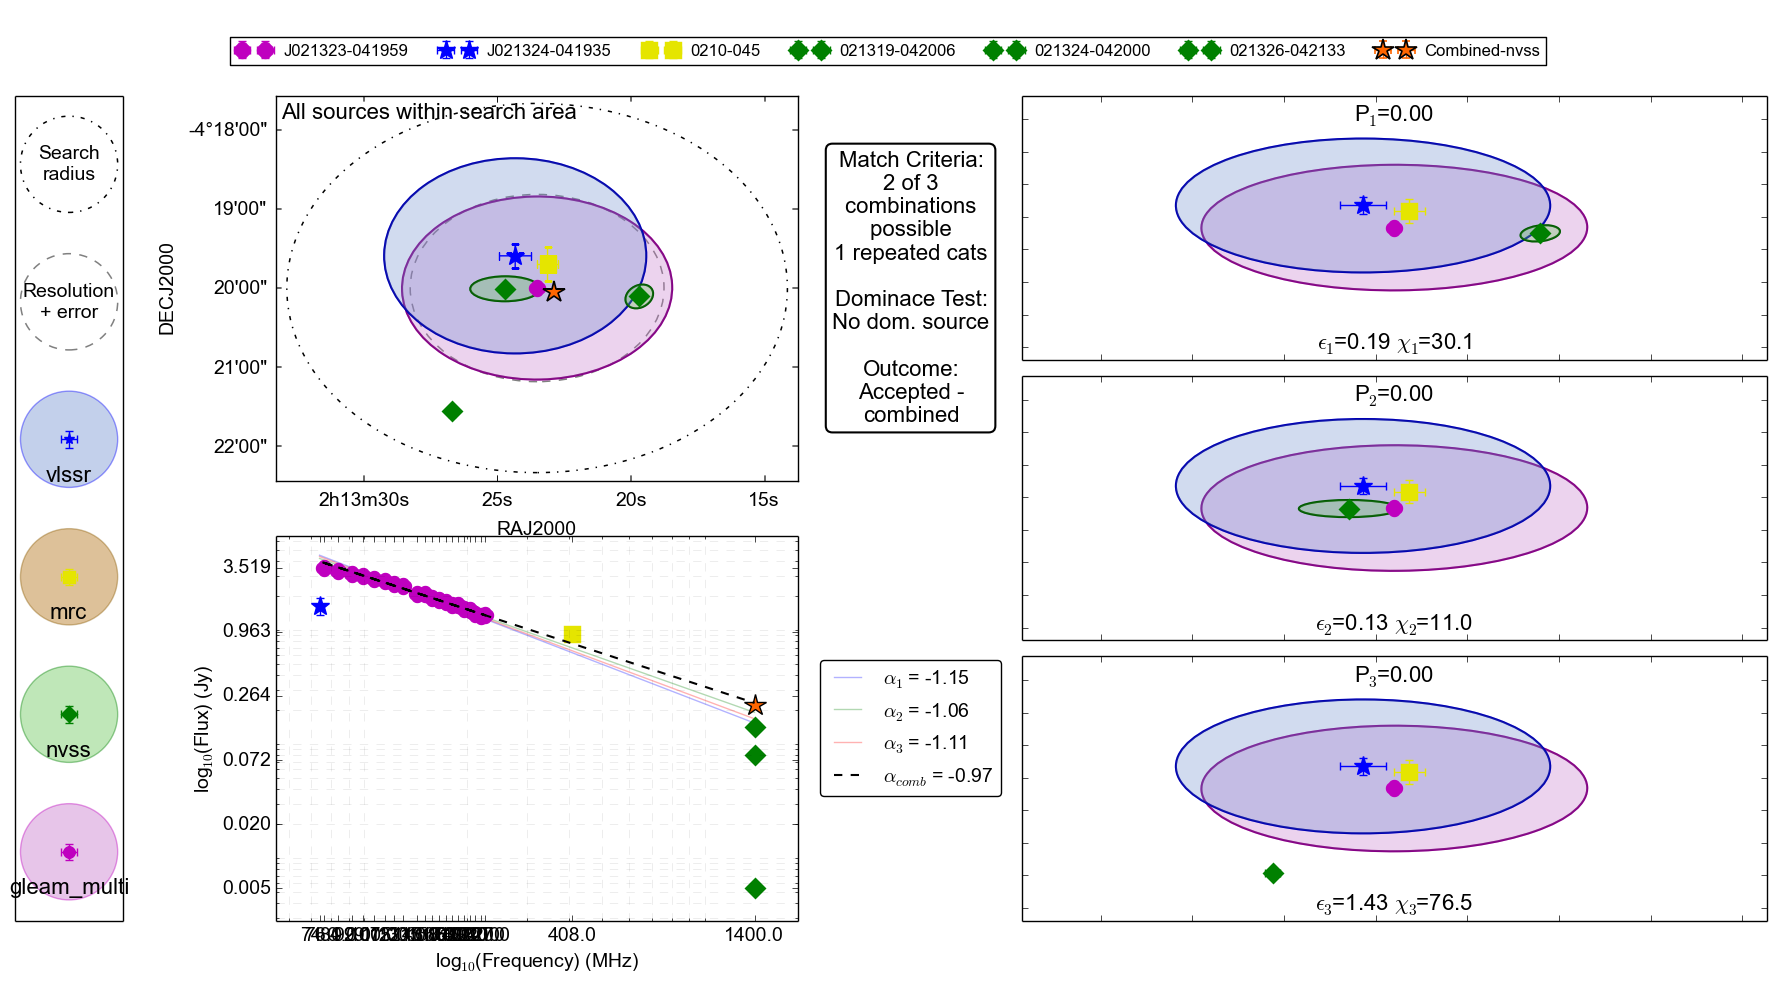 J021323-041959 J021324-041935 0210-045 021319-042006 021324-042000 021326-042133 Combined-nvss
Search
radius
Resolution
+ error
vlssr
mrc
nvss
gleam_multi
All sources within search area
-4°18'00"
19'00"
20'00"
21'00"
22'00"
DECJ2000
2h13m30s 25s 20s 15s
RAJ2000
3.519
0.963
0.264
0.072
0.020
0.005
log10(Flux) (Jy)
408.0 1400.0
log10(Frequency) (MHz)
Match Criteria:
2 of 3
combinations
possible
1 repeated cats
Dominace Test:
No dom. source
Outcome:
Accepted -
combined
α1 = -1.15
α2 = -1.06
α3 = -1.11
αcomb = -0.97
P1=0.00
ϵ1=0.19 χ1=30.1
P2=0.00
ϵ2=0.13 χ2=11.0
P3=0.00
ϵ3=1.43 χ3=76.5